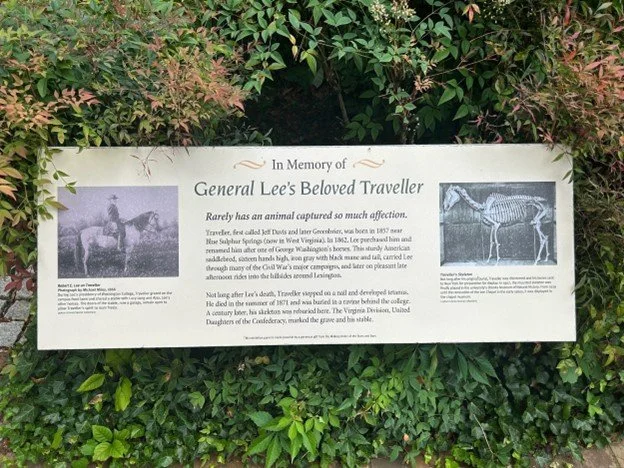 In Memory of
General Lee's Beloved Traveller
Rarely has an animal captured so much affection.
Traveller, first called Jeff Davis and later Greenbrier, was born in 1857 near
Blue Sulphur Springs (now in West Virginia). In 1862, Lee purchased him and
renamed him after one of George Washington's horses. This sturdy American
saddlebred, sixteen hands high, iron gray with black mane and tail, carried Lee
through many of the Civil War's major campaigns, and later on pleasant late
afternoon rides into the hillsides around Lexington.
Not long after Lee's death, Traveller stepped on a nail and developed tetanus.
He died in the summer of 1871 and was buried in a ravine behind the college.
A century later, his skeleton was reburied here. The Virginia Division, United
Daughters of the Confederacy, marked the grave and his stable.
Robert E. Lee on Traveller
Photograph by Michael Miley, 1866
Traveller's Skeleton